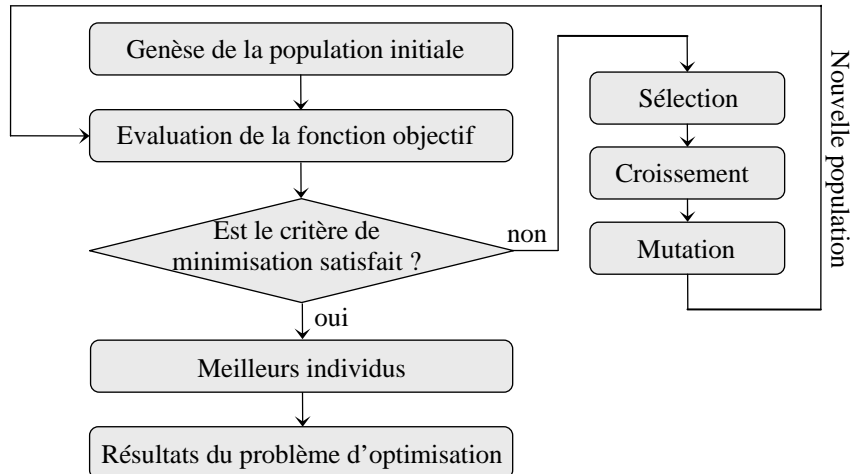 Genèse de la population initiale
Evaluation de la fonction objectif
Est le critère de
minimisation satisfait ?
non
oui
Meilleurs individus
Résultats du problème d’optimisation
Sélection
Croissement
Mutation
Nouvelle population